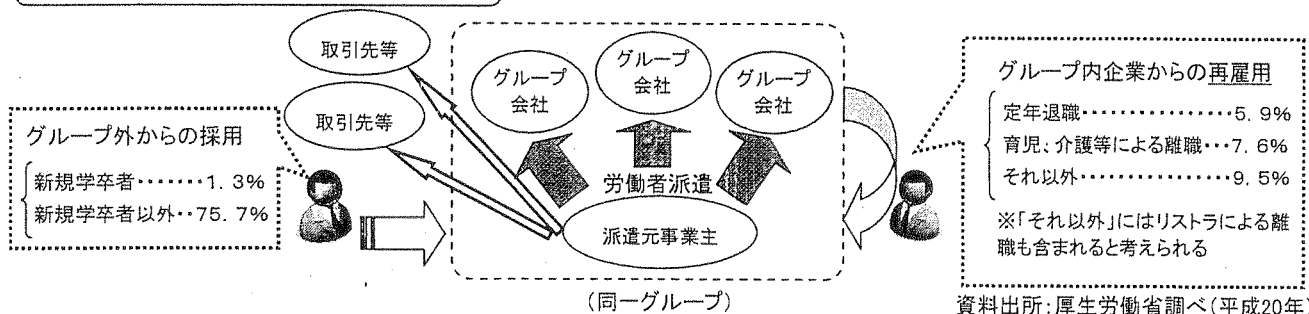 取引先等
取引先等
グループ
会社
グループ
会社
グループ
会社
労働者派遣
派遣元事業主
(同一グループ)
グループ外からの採用
新規学卒者・・・・・・・1.3%
新規学卒者以外・・75.7%
グループ内企業からの再雇用
定年退職・・・・・・・・・・・・・・5.9%
育児、介護等による離職・・・7.6%
それ以外・・・・・・・・・・・・・・9.5%
※「それ以外」にはリストラによる離
職も含まれると考えられる
資料出所:厚生労働省調べ(平成20年)